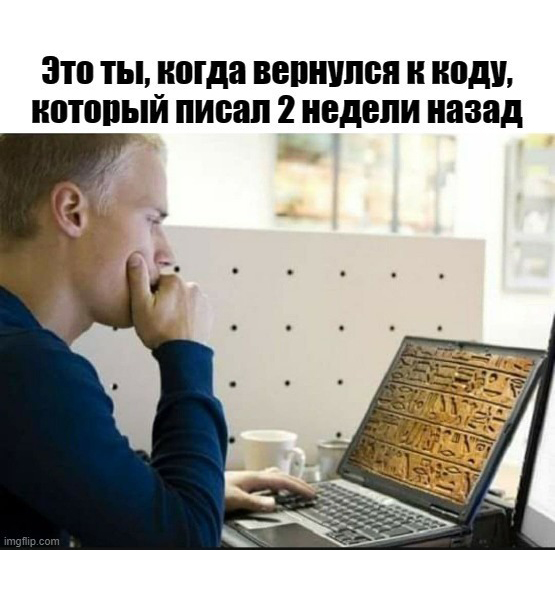 Это ты, когда вернулся к коду,
который писал 2 недели назад
imgflip.com